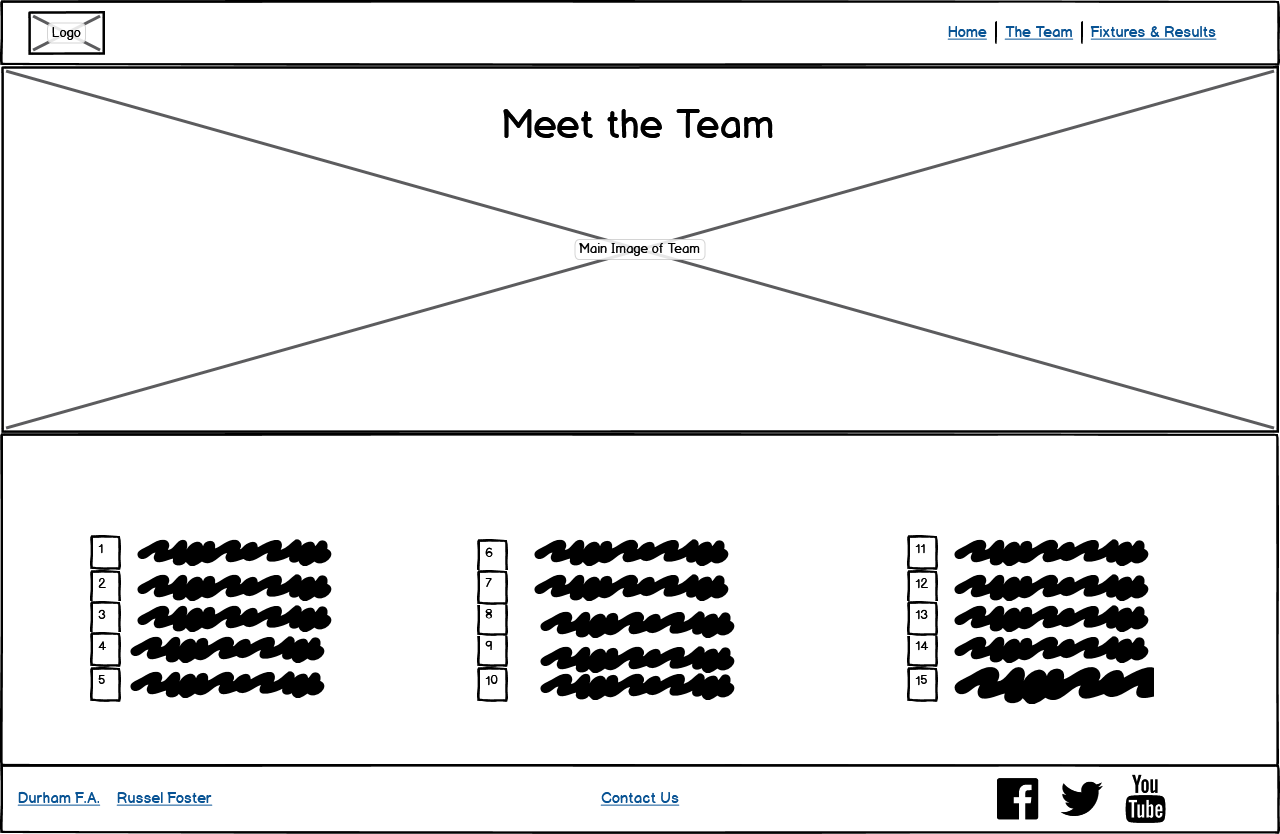 Logo
Home | The Team | Fixtures & Results
Meet the Team
Main Image of Team
1
2
3
4
5
6
7
8
9
10
11
12
13
14
15
Durham F.A. Russel Foster
Contact Us
You
Tube